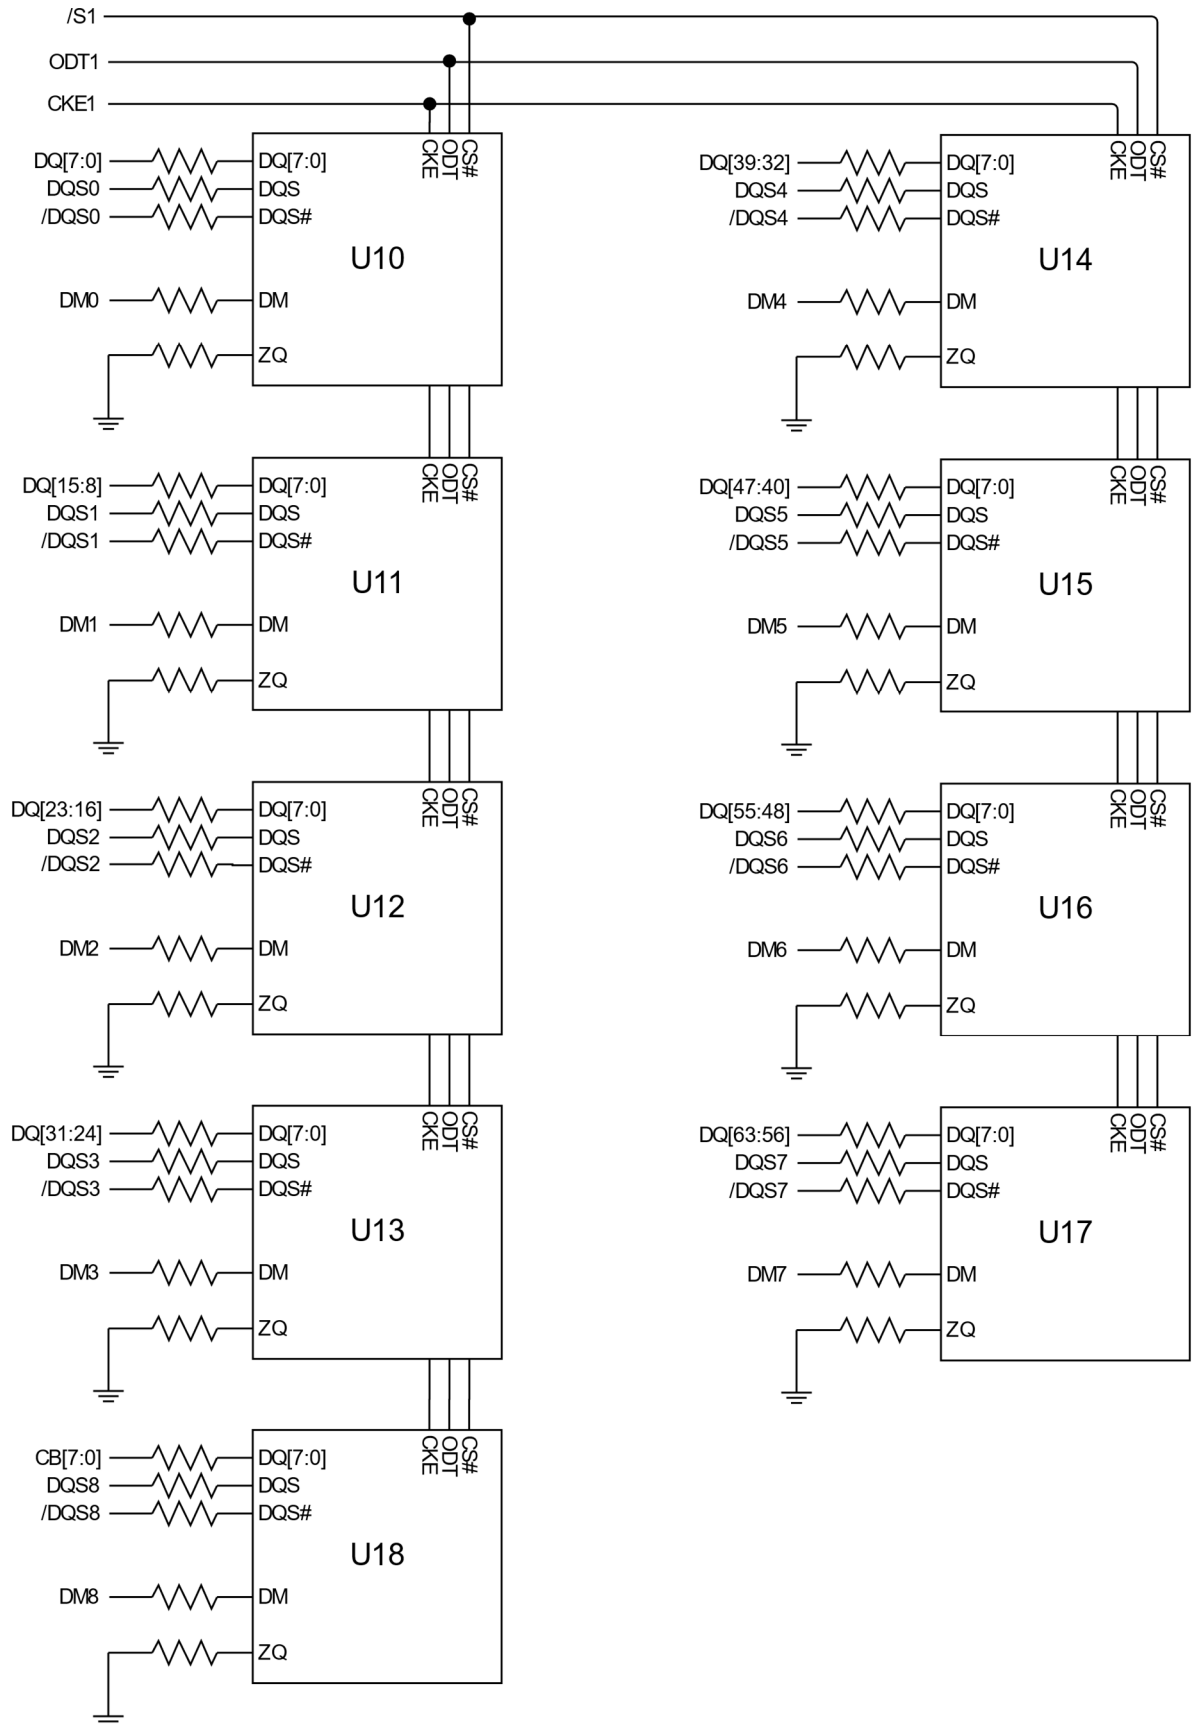 /S1
ODT1
CKE1
CKE
ODT
CS#
DQ[7:0]
DQ[7:0]
DQS0
DQS
/DQS0
DQS#
U10
DM0
DM
ZQ
CKE
ODT
CS#
DQ[15:8]
DQ[7:0]
DQS1
DQS
/DQS1
DQS#
U11
DM1
DM
ZQ
CKE
ODT
CS#
DQ[23:16]
DQ[7:0]
DQS2
DQS
/DQS2
DQS#
U12
DM2
DM
ZQ
CKE
ODT
CS#
DQ[31:24]
DQ[7:0]
DQS3
DQS
/DQS3
DQS#
U13
DM3
DM
ZQ
CKE
ODT
CS#
CB[7:0]
DQ[7:0]
DQS8
DQS
/DQS8
DQS#
U18
DM8
DM
ZQ
CKE
ODT
CS#
DQ[39:32]
DQ[7:0]
DQS4
DQS
/DQS4
DQS#
U14
DM4
DM
ZQ
CKE
ODT
CS#
DQ[47:40]
DQ[7:0]
DQS5
DQS
/DQS5
DQS#
U15
DM5
DM
ZQ
CKE
ODT
CS#
DQ[55:48]
DQ[7:0]
DQS6
DQS
/DQS6
DQS#
U16
DM6
DM
ZQ
CKE
ODT
CS#
DQ[63:56]
DQ[7:0]
DQS7
DQS
/DQS7
DQS#
U17
DM7
DM
ZQ